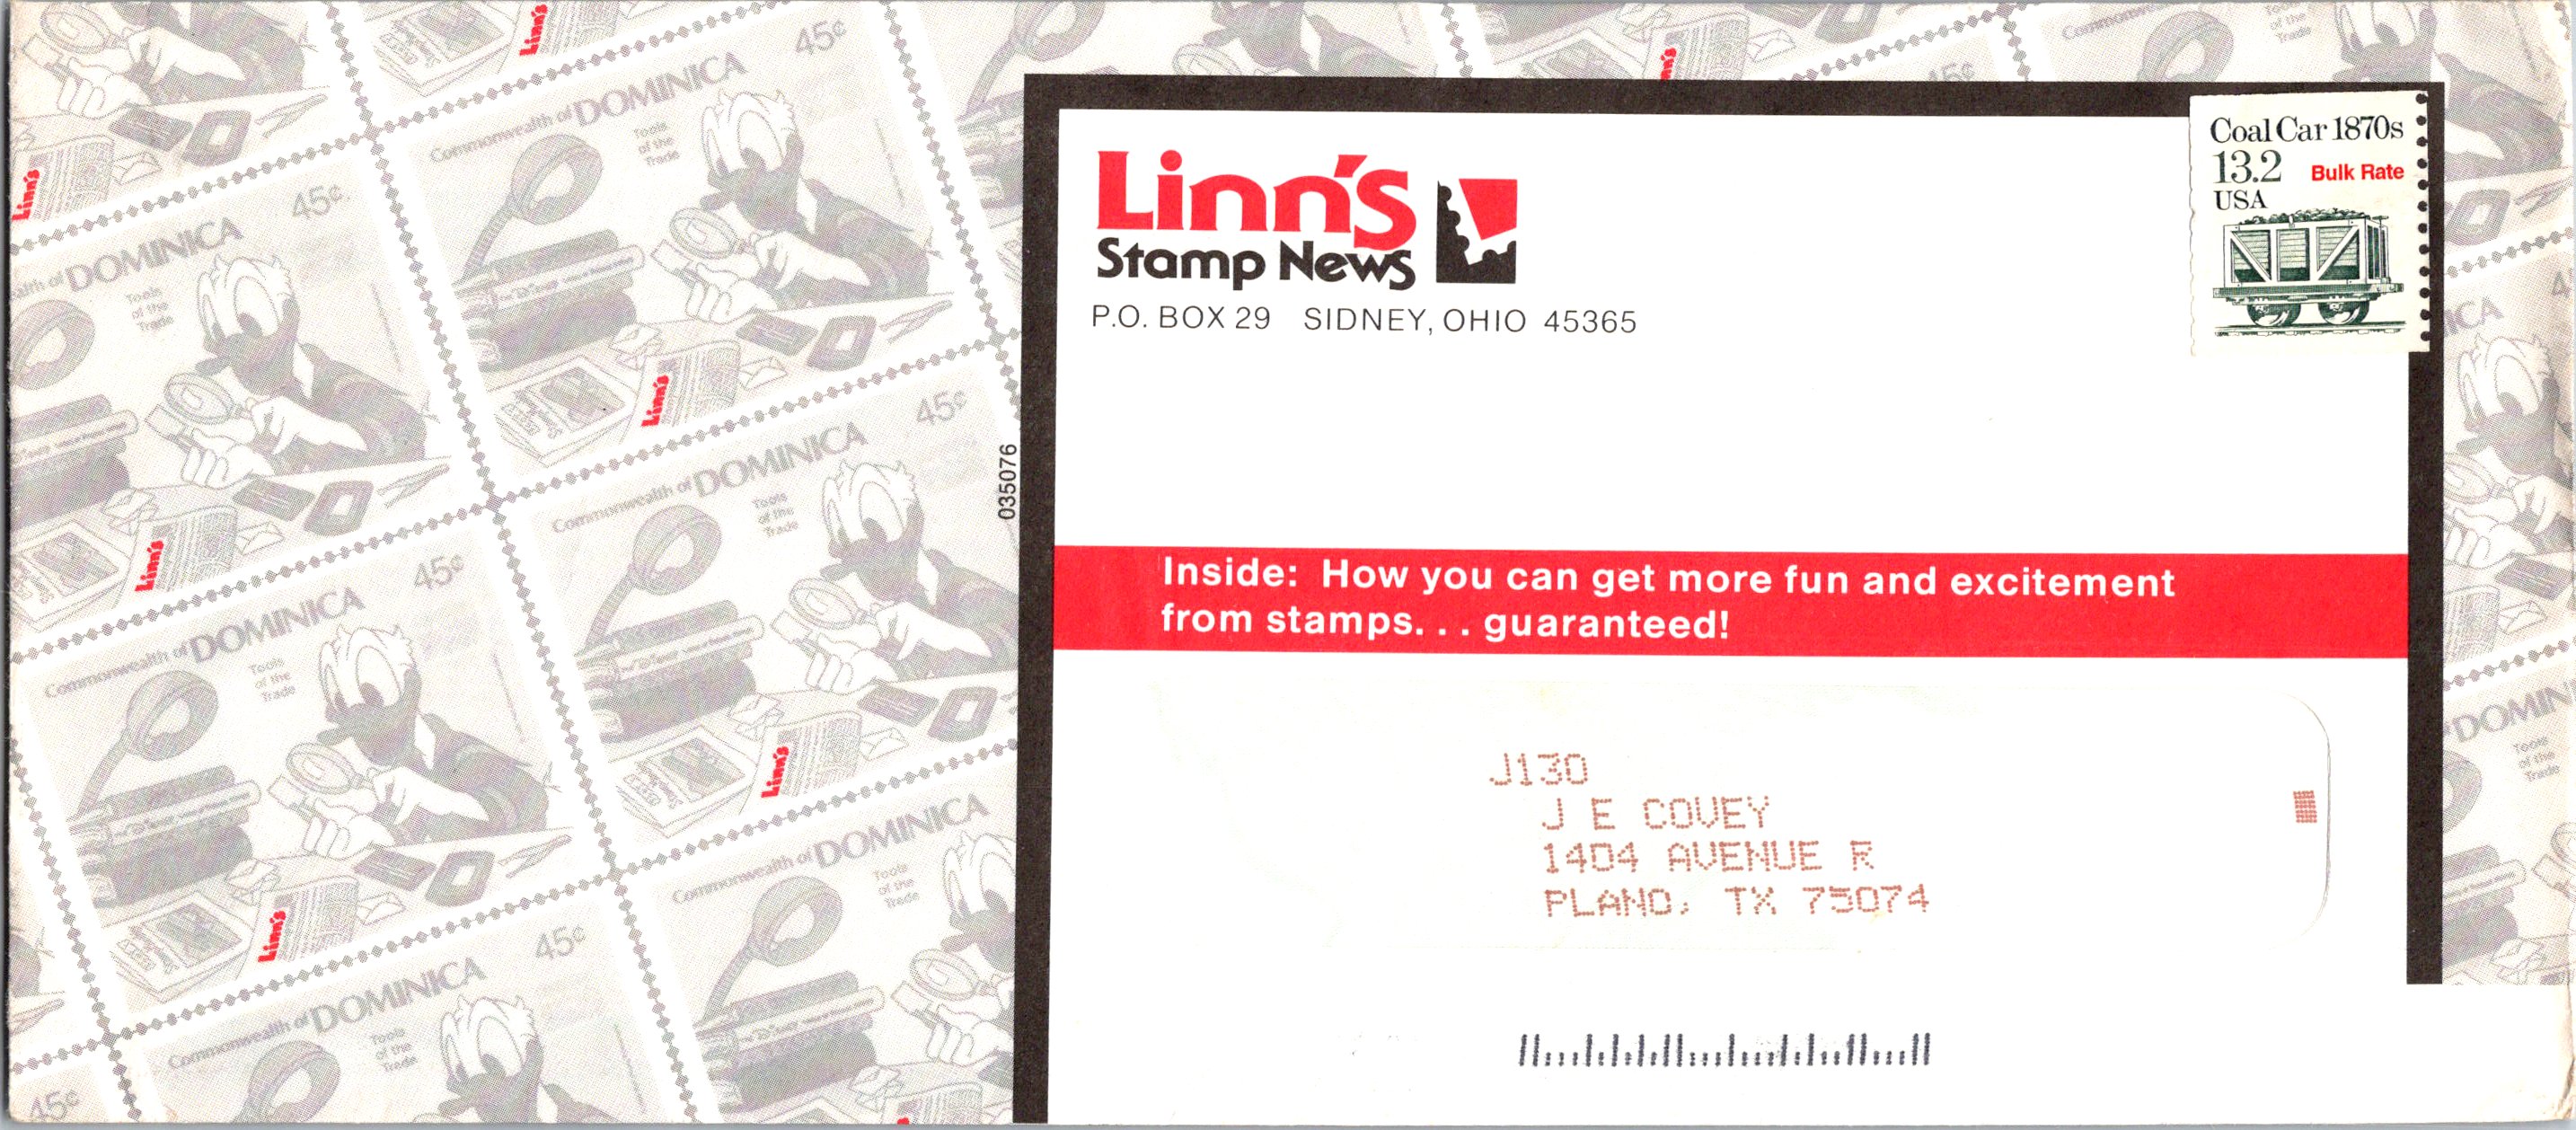 Commonwealth of DOMINICA 45¢
Tools
of the
Trade
Linn's
Linn's
Stamp News
P.O. BOX 29 SIDNEY, OHIO 45365
Coal Car 1870s
13.2 Bulk Rate
USA
035076
Inside: How you can get more fun and excitement
from stamps. . . guaranteed!
J130
J E COVEY
1404 AVENUE R
PLANO, TX 75074